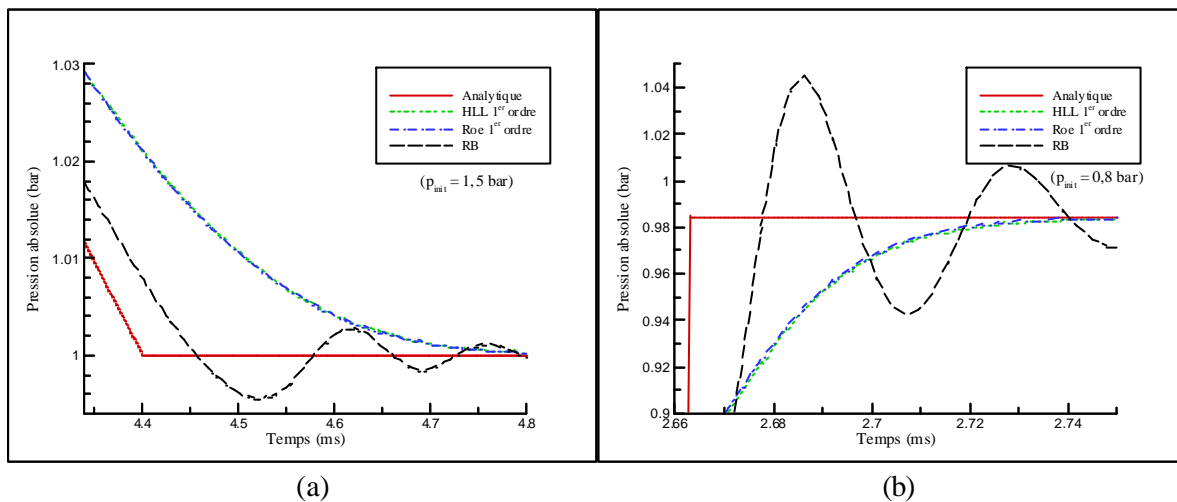 1.03
1.02
1.01
1
4.4
4.5
4.6
4.7
4.8
Pression absolue (bar)
Temps (ms)
Analytique
HLL 1er ordre
Roe 1er ordre
RB
(pinit = 1,5 bar)
1.04
1.02
1
0.98
0.96
0.94
0.92
0.9
2.66
2.68
2.7
2.72
2.74
Pression absolue (bar)
Temps (ms)
Analytique
HLL 1er ordre
Roe 1er ordre
RB
(pinit = 0,8 bar)
(a)
(b)